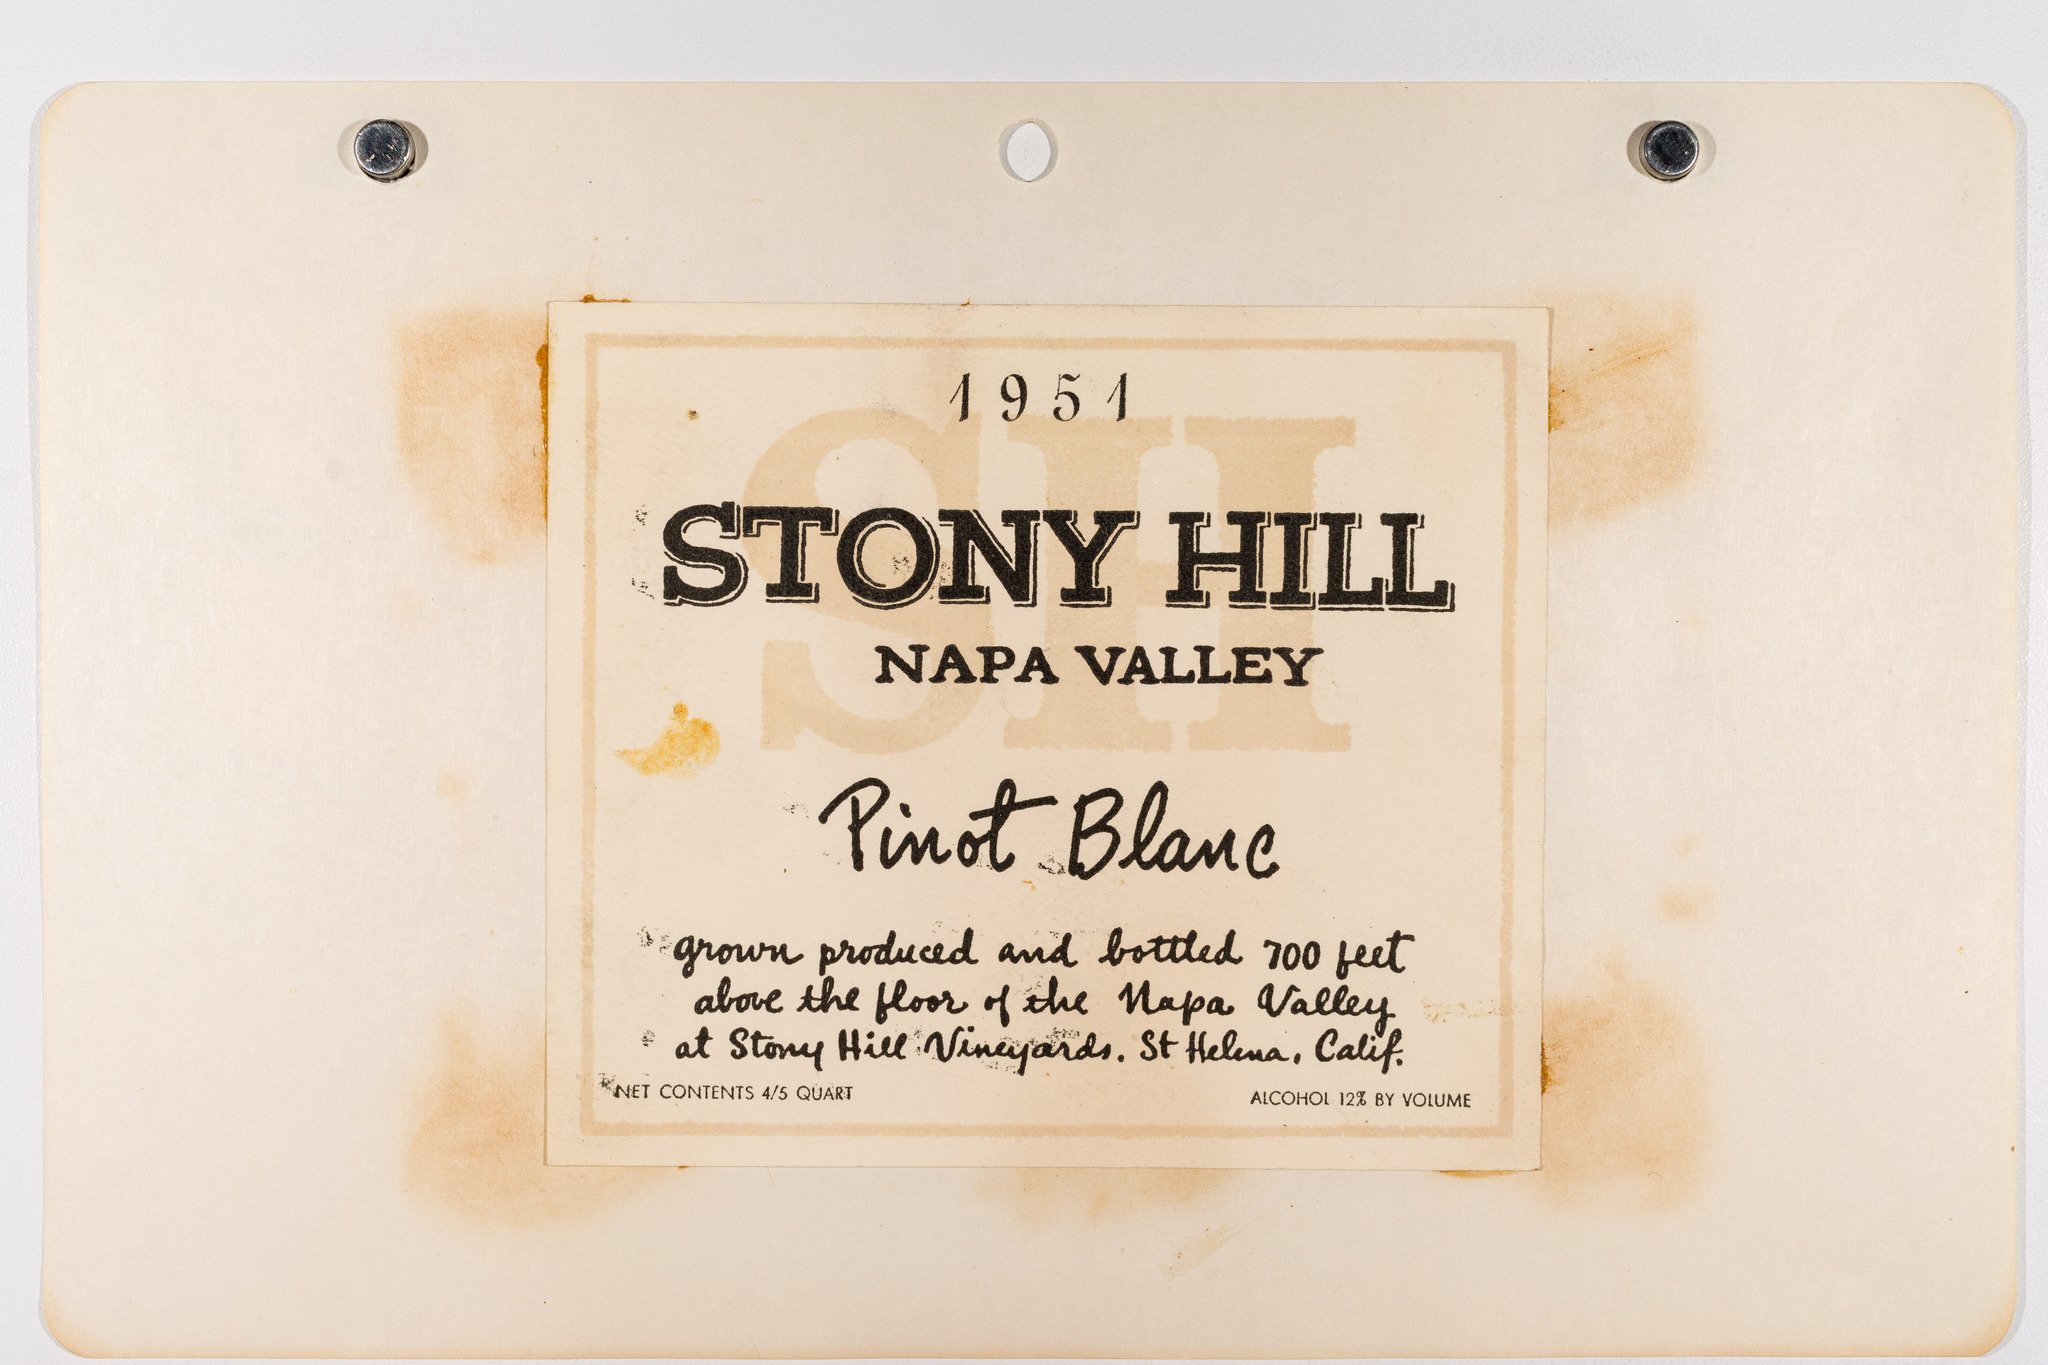 1951
SH
STONY HILL
NAPA VALLEY
Pinot Blanc
grown produced and bottled 700 feet
above the floor of the Napa Valley
at Stony Hill Vineyards. St Helena, Calif.
NET CONTENTS 4/5 QUART
ALCOHOL 12% BY VOLUME